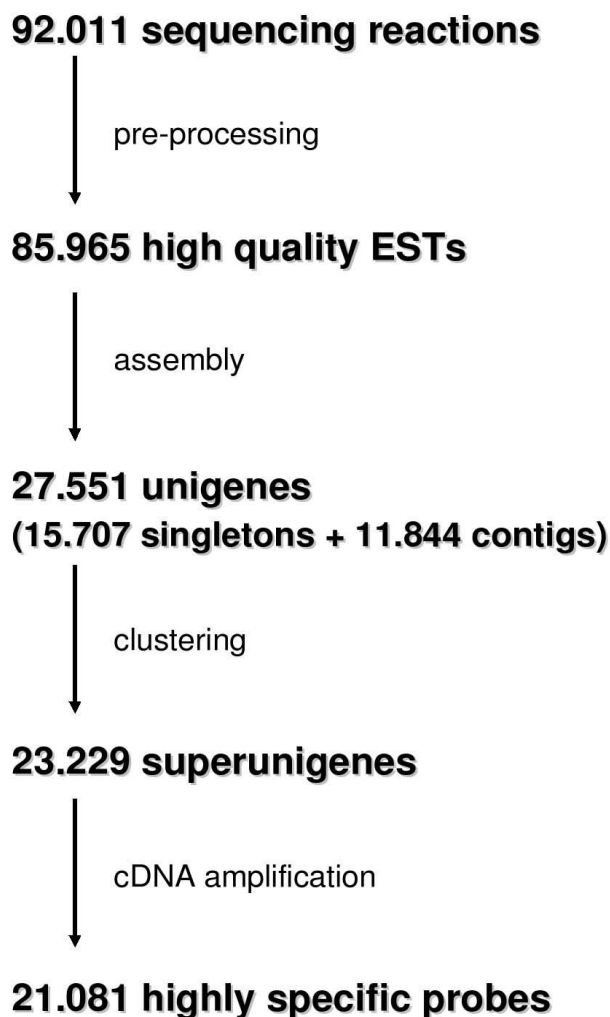 92.011 sequencing reactions
pre-processing
85.965 high quality ESTs
assembly
27.551 unigenes
(15.707 singletons + 11.844 contigs)
clustering
23.229 superunigenes
cDNA amplification
21.081 highly specific probes